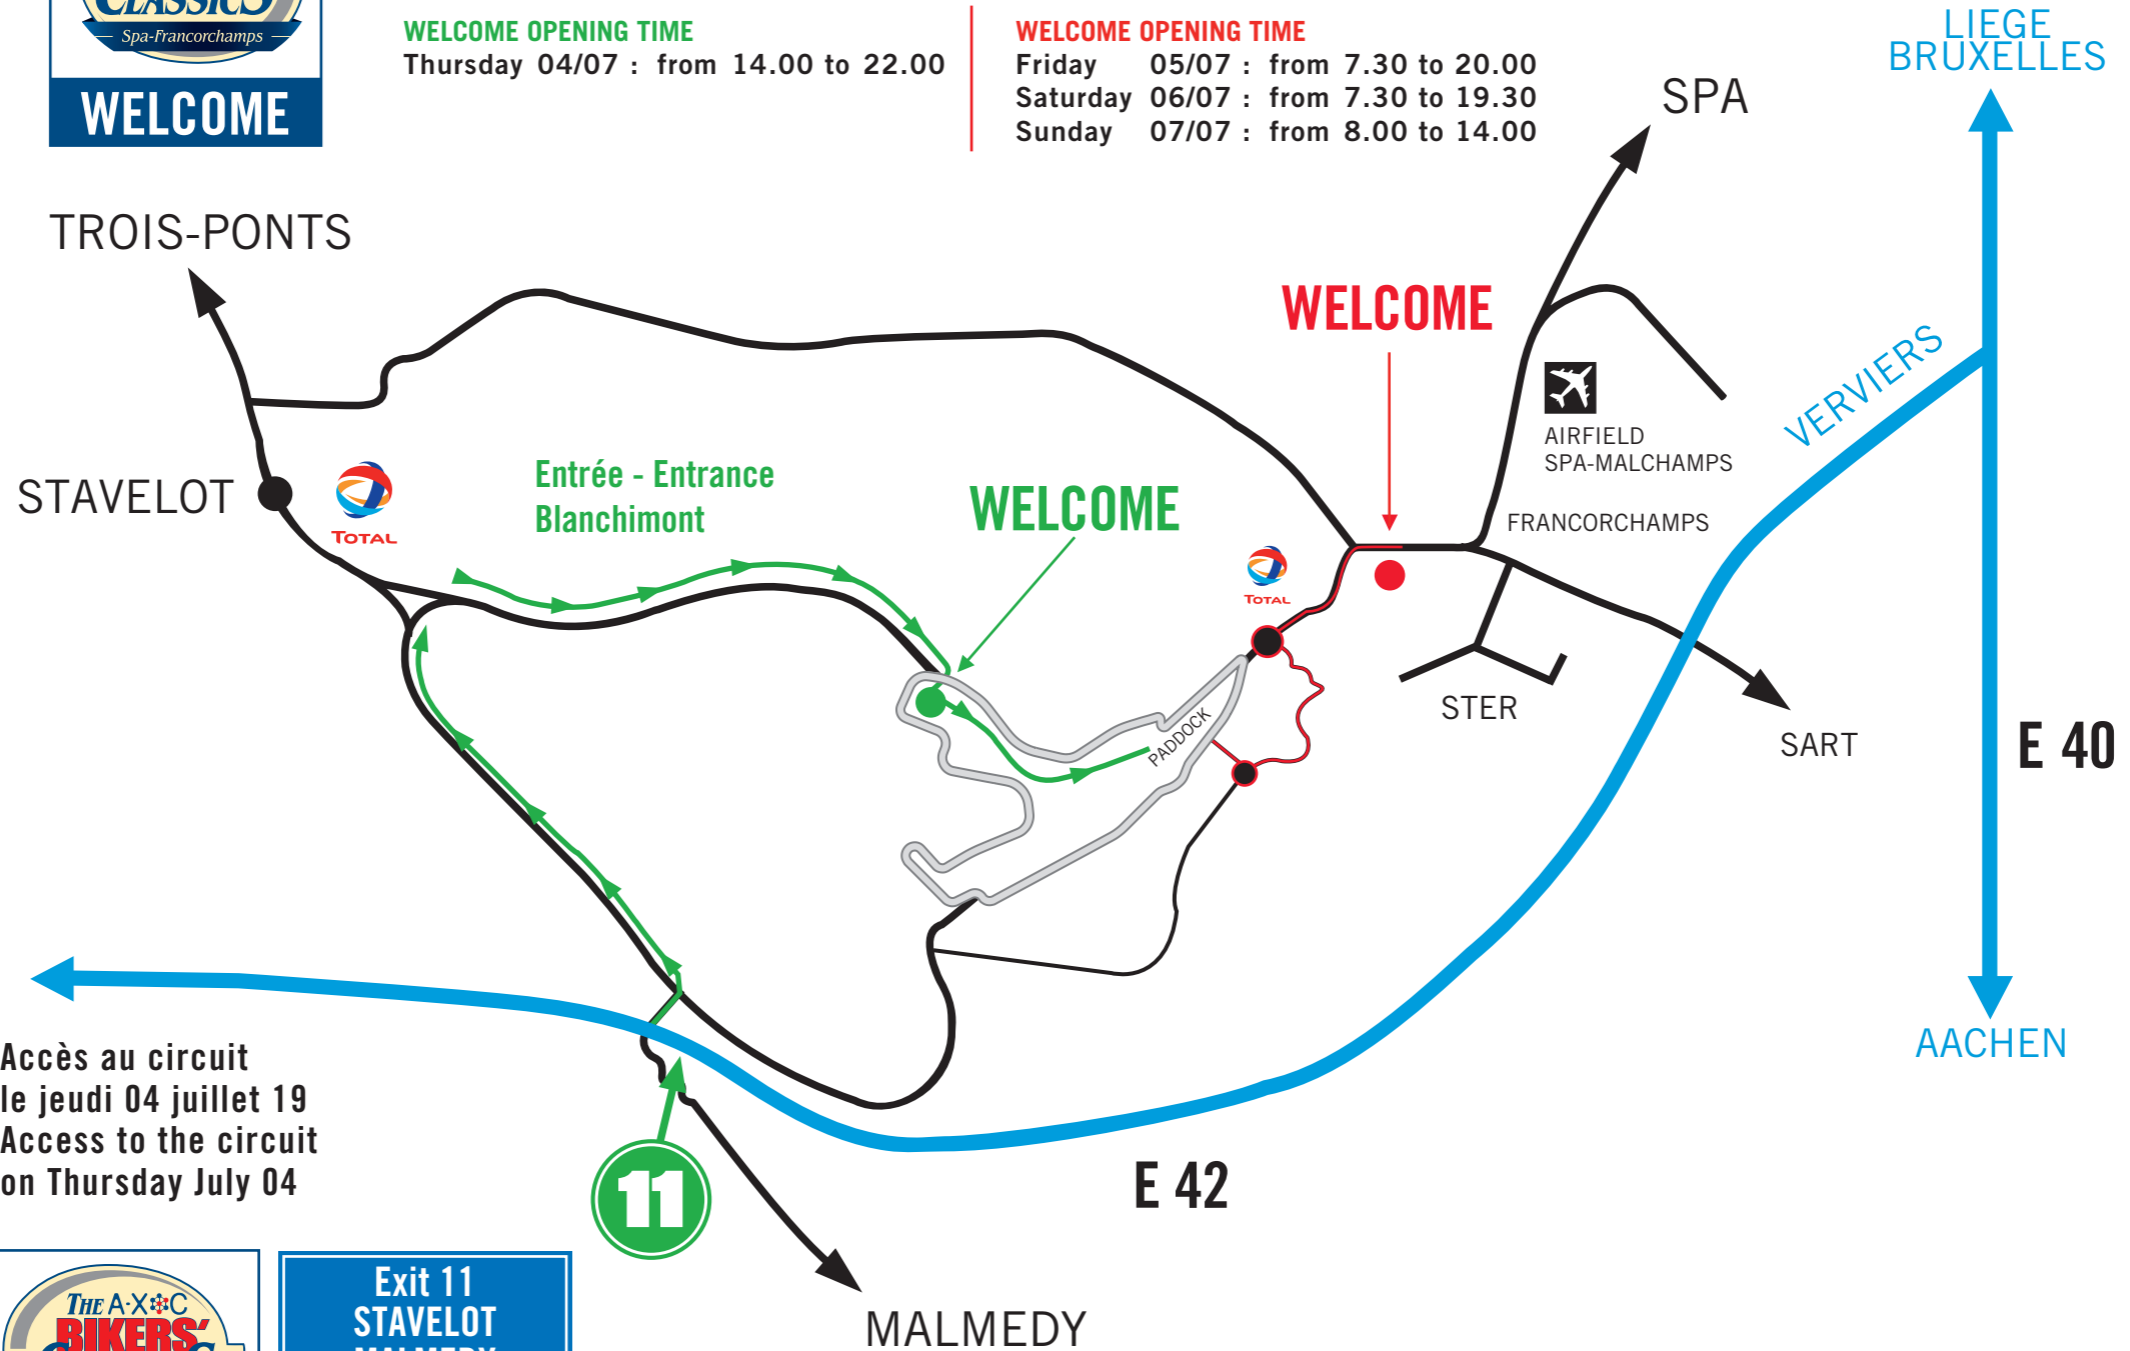 CLASSICS
Spa-Francorchamps
WELCOME
WELCOME OPENING TIME
Thursday 04/07 : from 14.00 to 22.00
WELCOME OPENING TIME
Friday 05/07 : from 7.30 to 20.00
Saturday 06/07 : from 7.30 to 19.30
Sunday 07/07 : from 8.00 to 14.00
LIEGE
BRUXELLES
SPA
TROIS-PONTS
WELCOME
VERVIERS
AIRFIELD
SPA-MALCHAMPS
STAVELOT
TOTAL
Entrée - Entrance
Blanchimont
WELCOME
FRANCORCHAMPS
TOTAL
PADDOCK
STER
SART
E 40
AACHEN
Accès au circuit
le jeudi 04 juillet 19
Access to the circuit
on Thursday July 04
11
E 42
MALMEDY
THE A-XOC
BIKERS'
Exit 11
STAVELOT
MALMEDY